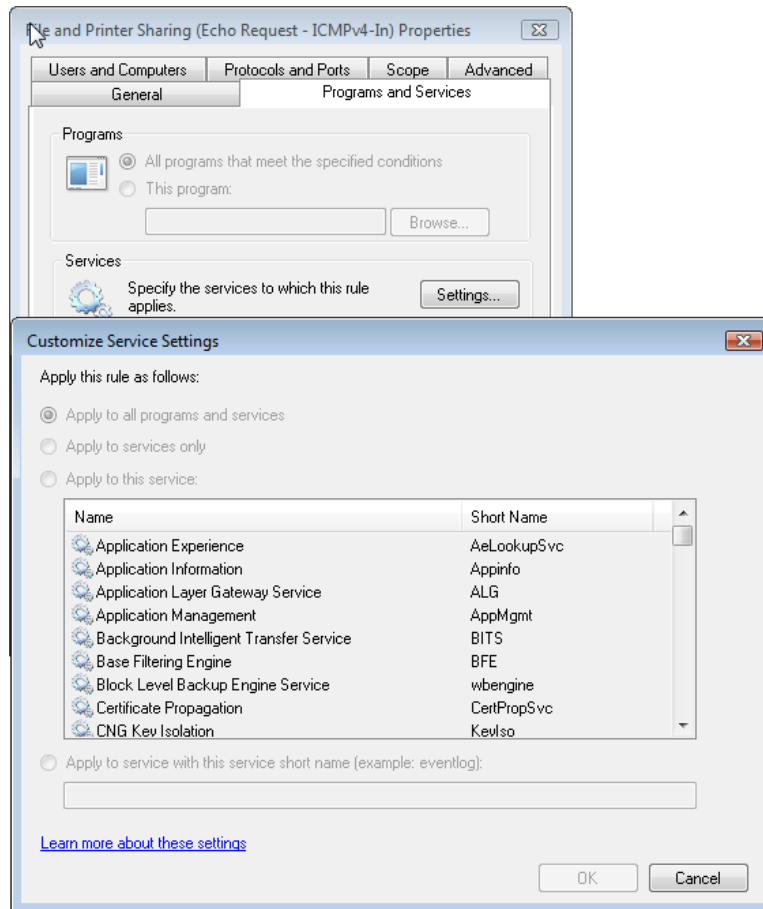 File and Printer Sharing (Echo Request - ICMPv4-In) Properties
Users and Computers
Protocols and Ports
Scope
Advanced
General
Programs and Services
Programs
All programs that meet the specified conditions
This program:
Browse...
Services
Specify the services to which this rule
applies.
Settings...
Customize Service Settings
Apply this rule as follows:
Apply to all programs and services
Apply to services only
Apply to this service:
Name Short Name
Application Experience AeLookupSvc
Application Information Appinfo
Application Layer Gateway Service ALG
Application Management AppMgmt
Background Intelligent Transfer Service BITS
Base Filtering Engine BFE
Block Level Backup Engine Service wbengine
Certificate Propagation CertPropSvc
CNG Key Isolation KeyIso
Apply to service with this service short name (example: eventlog):
Learn more about these settings
OK Cancel